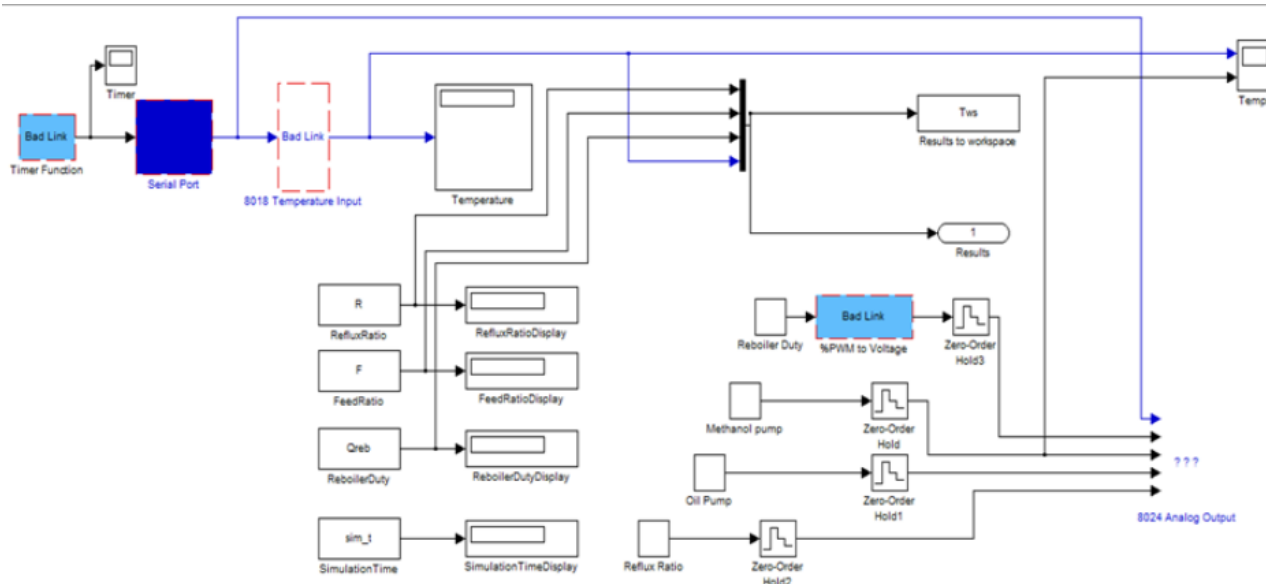 Timer
Bad Link
Timer Function
Serial Port
Bad Link
8018 Temperature Input
Temperature
Tws
Results to workspace
1
Results
Temp
R
RefluxRatio
RefluxRatioDisplay
F
FeedRatio
FeedRatioDisplay
Qreb
ReboilerDuty
ReboilerDutyDisplay
sim_t
SimulationTime
SimulationTimeDisplay
Reboiler Duty
Bad Link
%PWM to Voltage
Zero-Order
Hold3
Methanol pump
Zero-Order
Hold
Oil Pump
Zero-Order
Hold1
Reflux Ratio
Zero-Order
Hold2
? ? ?
8024 Analog Output